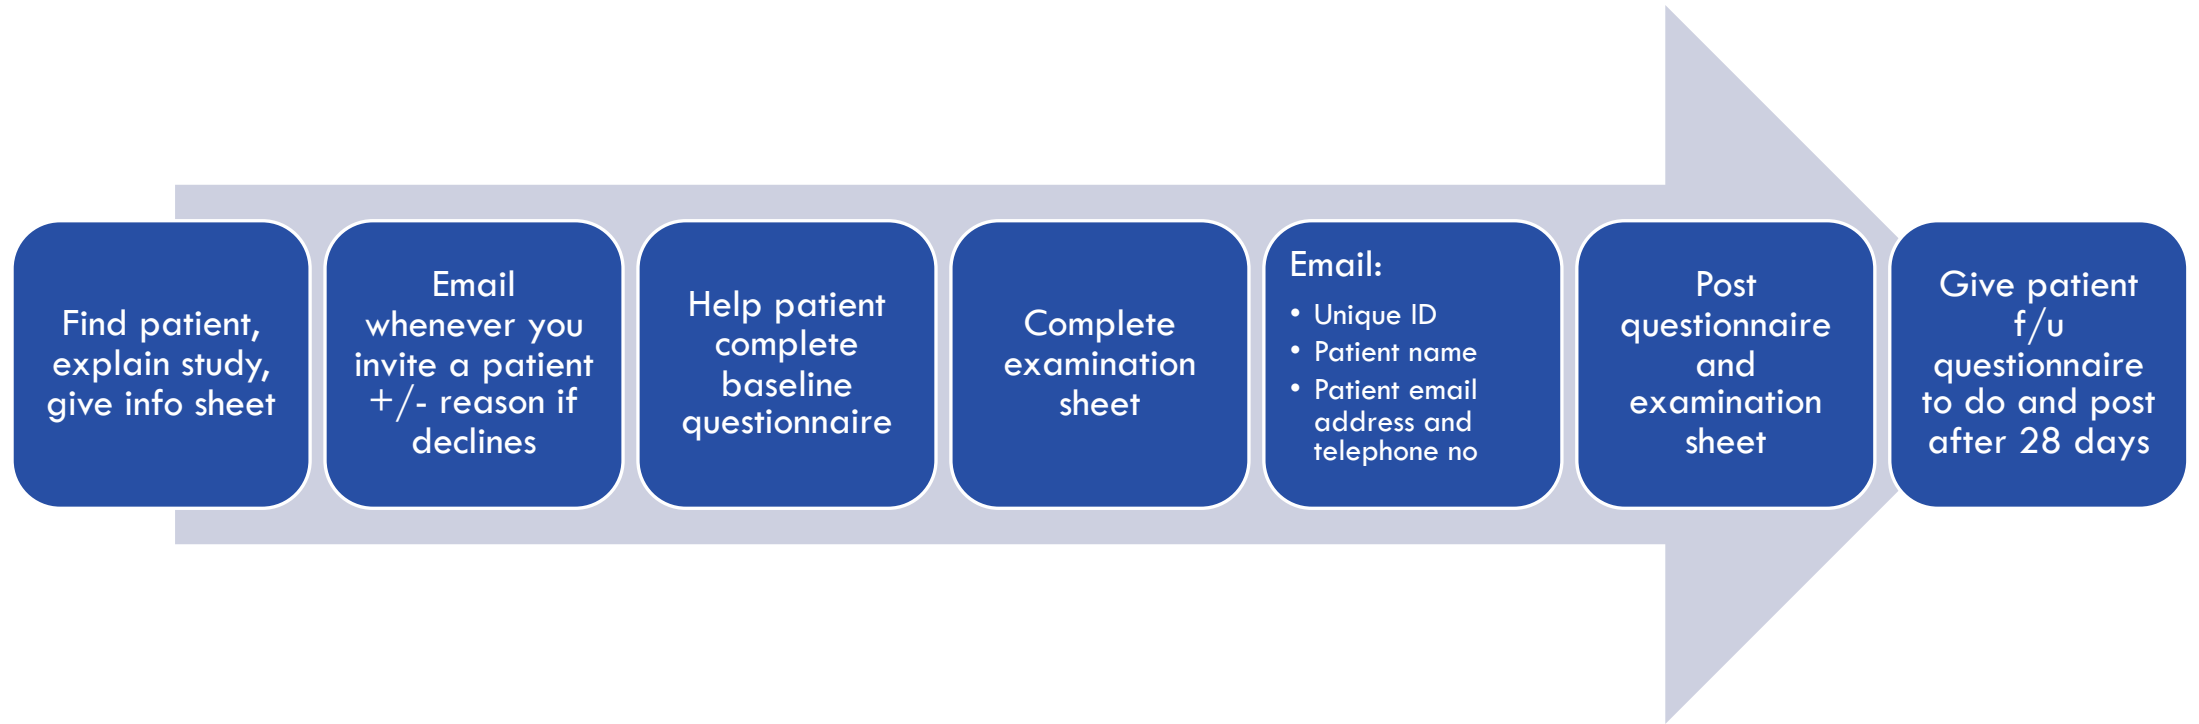 Find patient,
explain study,
give info sheet
Email
whenever you
invite a patient
+/- reason if
declines
Help patient
complete
baseline
questionnaire
Complete
examination
sheet
Email:
• Unique ID
• Patient name
• Patient email
address and
telephone no
Post
questionnaire
and
examination
sheet
Give patient
f/u
questionnaire
to do and post
after 28 days